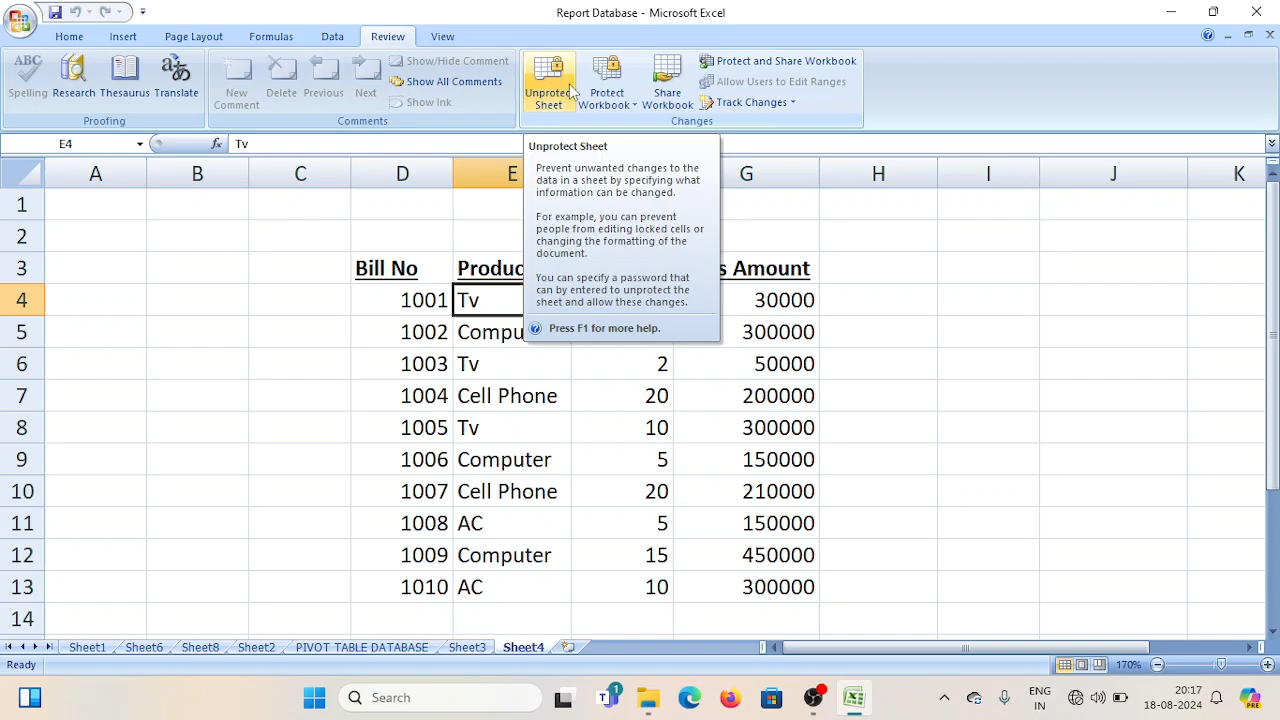 Report Database - Microsoft Excel
Home Insert Page Layout Formulas Data Review View
ABC
Spelling Research Thesaurus Translate
Proofing
New Comment Delete Previous Next
Show/Hide Comment
Show All Comments
Show Ink
Comments
Unprotect Sheet
Protect Workbook
Share Workbook
Protect and Share Workbook
Allow Users to Edit Ranges
Track Changes
Changes
E4 fx Tv
A B C D E G H I J K
Unprotect Sheet
Prevent unwanted changes to the
data in a sheet by specifying what
information can be changed.
For example, you can prevent
people from editing locked cells or
changing the formatting of the
document.
You can specify a password that
can by entered to unprotect the
sheet and allow these changes.
Press F1 for more help.
1
2
3 Bill No Produc s Amount
4 1001 Tv 30000
5 1002 Compu 300000
6 1003 Tv 2 50000
7 1004 Cell Phone 20 200000
8 1005 Tv 10 300000
9 1006 Computer 5 150000
10 1007 Cell Phone 20 210000
11 1008 AC 5 150000
12 1009 Computer 15 450000
13 1010 AC 10 300000
14
Sheet1 Sheet6 Sheet8 Sheet2 PIVOT TABLE DATABASE Sheet3 Sheet4
Ready 170%
Search 1 ENG 20:17
IN 18-08-2024 PRE